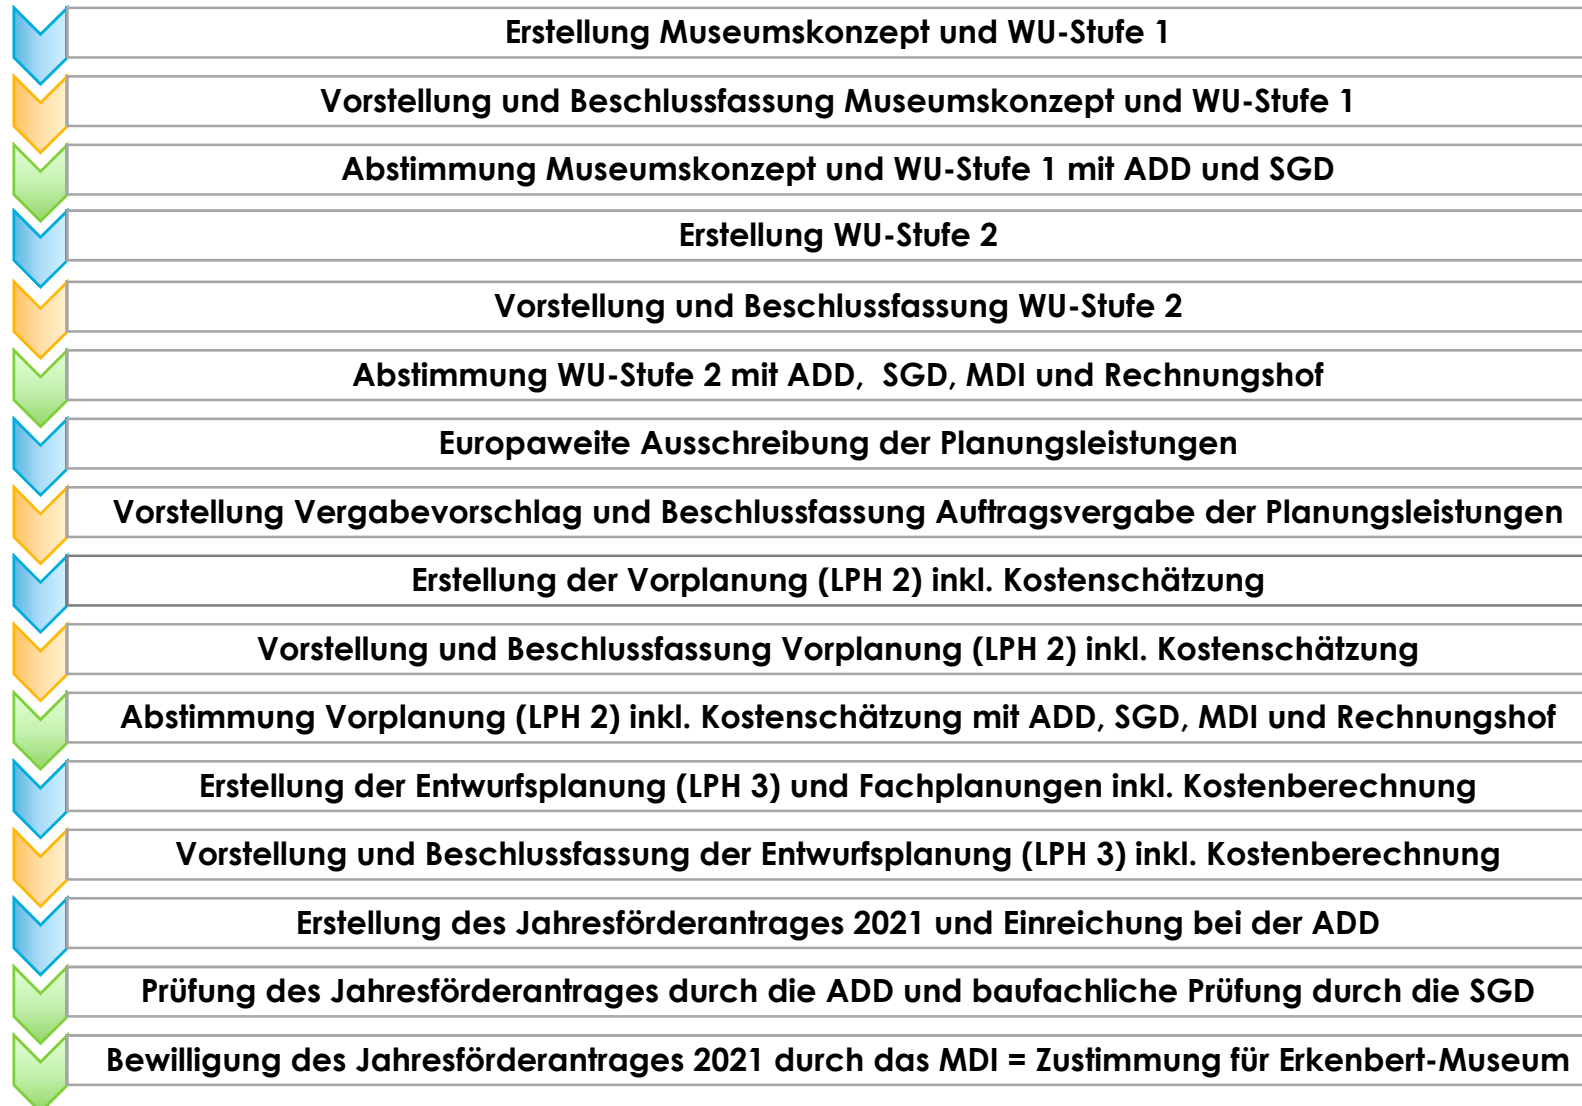 Erstellung Museumskonzept und WU-Stufe 1
Vorstellung und Beschlussfassung Museumskonzept und WU-Stufe 1
Abstimmung Museumskonzept und WU-Stufe 1 mit ADD und SGD
Erstellung WU-Stufe 2
Vorstellung und Beschlussfassung WU-Stufe 2
Abstimmung WU-Stufe 2 mit ADD, SGD, MDI und Rechnungshof
Europaweite Ausschreibung der Planungsleistungen
Vorstellung Vergabevorschlag und Beschlussfassung Auftragsvergabe der Planungsleistungen
Erstellung der Vorplanung (LPH 2) inkl. Kostenschätzung
Vorstellung und Beschlussfassung Vorplanung (LPH 2) inkl. Kostenschätzung
Abstimmung Vorplanung (LPH 2) inkl. Kostenschätzung mit ADD, SGD, MDI und Rechnungshof
Erstellung der Entwurfsplanung (LPH 3) und Fachplanungen inkl. Kostenberechnung
Vorstellung und Beschlussfassung der Entwurfsplanung (LPH 3) inkl. Kostenberechnung
Erstellung des Jahresförderantrages 2021 und Einreichung bei der ADD
Prüfung des Jahresförderantrages durch die ADD und baufachliche Prüfung durch die SGD
Bewilligung des Jahresförderantrages 2021 durch das MDI = Zustimmung für Erkenbert-Museum